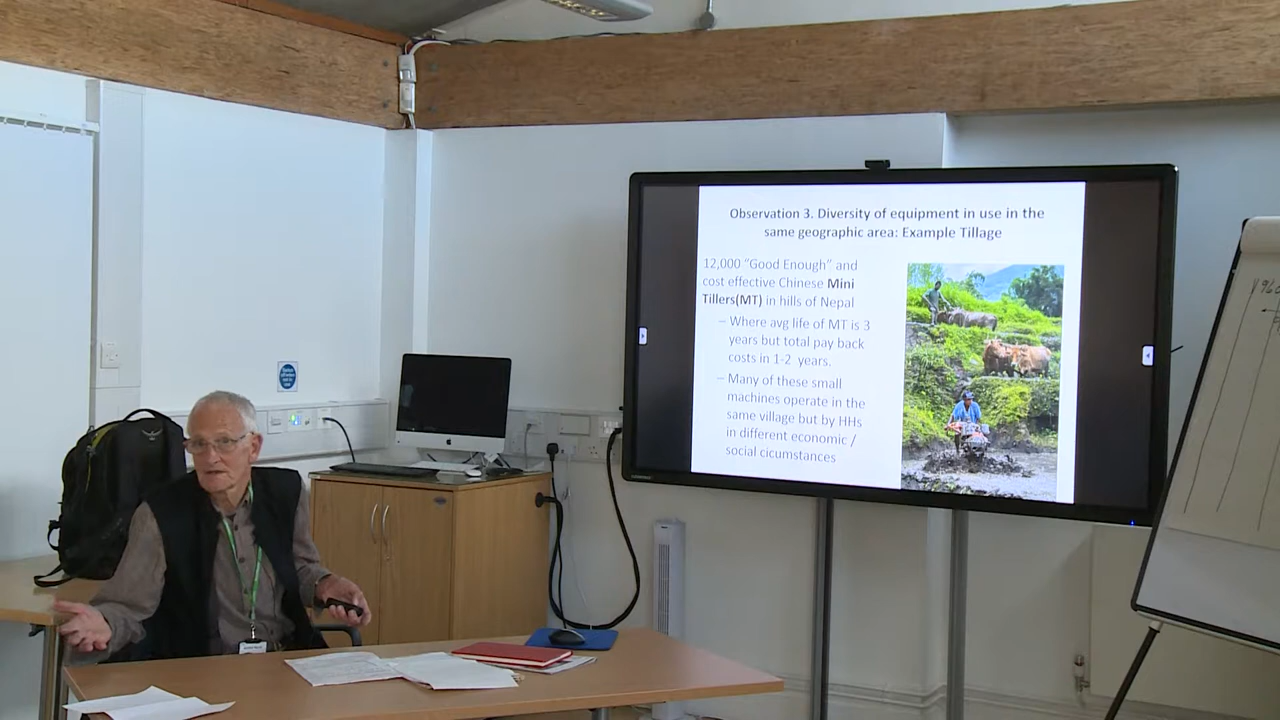 Observation 3. Diversity of equipment in use in the
same geographic area: Example Tillage
12,000 “Good Enough” and
cost effective Chinese Mini
Tillers(MT) in hills of Nepal
– Where avg life of MT is 3
years but total pay back
costs in 1-2 years.
– Many of these small
machines operate in the
same village but by HHs
in different economic /
social cicumstances